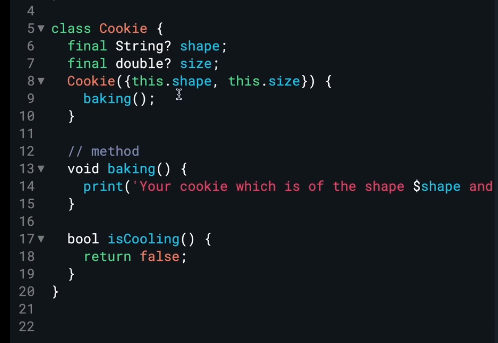 4
5 class Cookie {
6 final String? shape;
7 final double? size;
8 Cookie({this.shape, this.size}) {
9 baking();
10 }
11
12 // method
13 void baking() {
14 print('Your cookie which is of the shape $shape and
15 }
16
17 bool isCooling() {
18 return false;
19 }
20 }
21
22